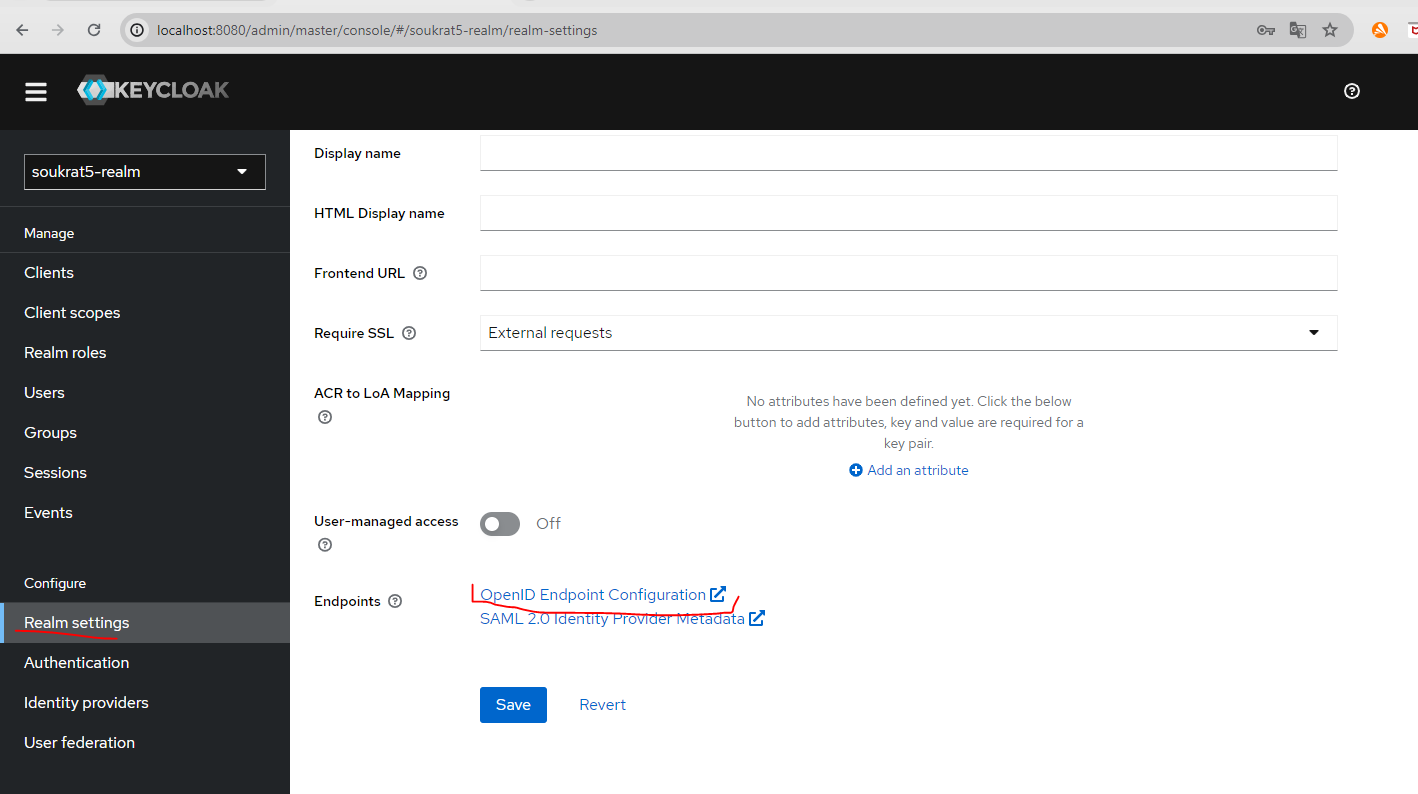 localhost:8080/admin/master/console/#/soukrat5-realm/realm-settings
KEYCLOAK
soukrat5-realm
Manage
Clients
Client scopes
Realm roles
Users
Groups
Sessions
Events
Configure
Realm settings
Authentication
Identity providers
User federation
Display name
HTML Display name
Frontend URL
Require SSL
External requests
ACR to LoA Mapping
No attributes have been defined yet. Click the below
button to add attributes, key and value are required for a
key pair.
Add an attribute
User-managed access
Off
Endpoints
OpenID Endpoint Configuration
SAML 2.0 Identity Provider Metadata
Save
Revert